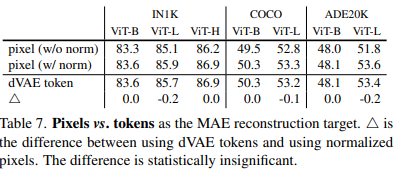 IN1K COCO ADE20K
ViT-B ViT-L ViT-H ViT-B ViT-L ViT-B ViT-L
pixel (w/o norm) 83.3 85.1 86.2 49.5 52.8 48.0 51.8
pixel (w/ norm) 83.6 85.9 86.9 50.3 53.3 48.1 53.6
dVAE token 83.6 85.7 86.9 50.3 53.2 48.1 53.4
△ 0.0 -0.2 0.0 0.0 -0.1 0.0 -0.2
Table 7. Pixels vs. tokens as the MAE reconstruction target. △ is
the difference between using dVAE tokens and using normalized
pixels. The difference is statistically insignificant.